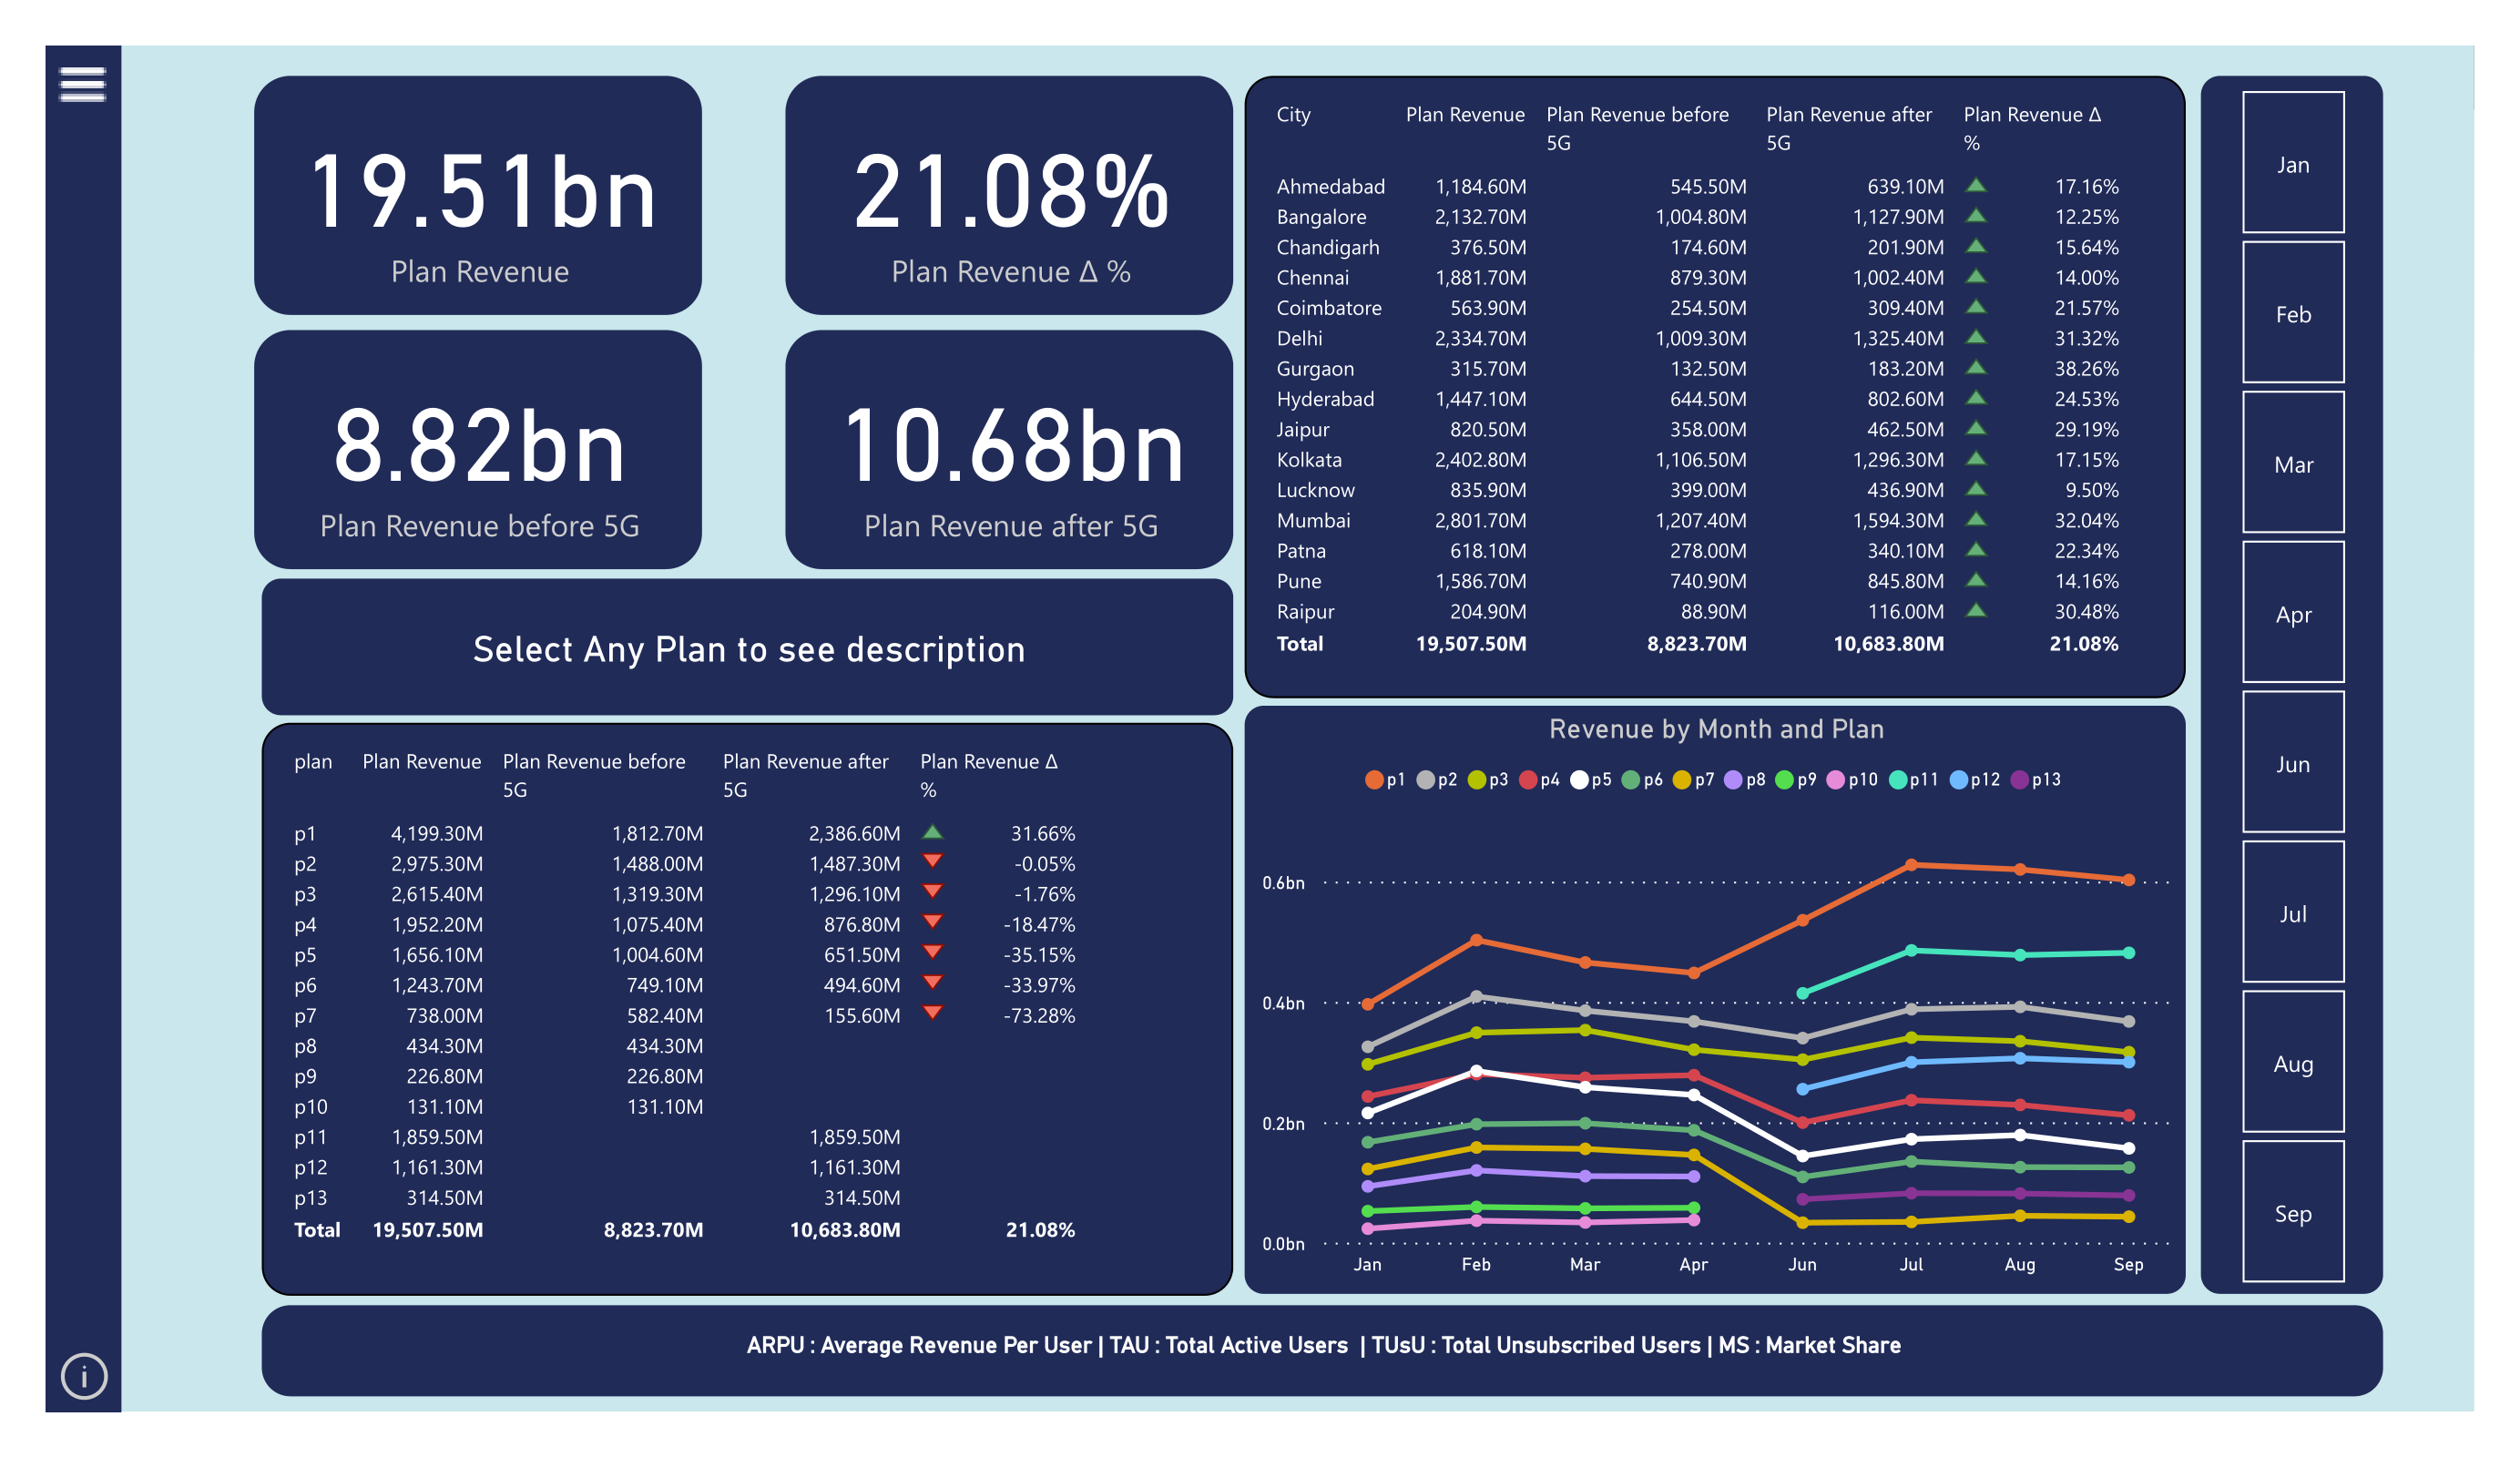 19.51bn
Plan Revenue
21.08%
Plan Revenue Δ %
8.82bn
Plan Revenue before 5G
10.68bn
Plan Revenue after 5G
Select Any Plan to see description
plan Plan Revenue Plan Revenue before 5G Plan Revenue after 5G Plan Revenue Δ %
p1 4,199.30M 1,812.70M 2,386.60M 31.66%
p2 2,975.30M 1,488.00M 1,487.30M -0.05%
p3 2,615.40M 1,319.30M 1,296.10M -1.76%
p4 1,952.20M 1,075.40M 876.80M -18.47%
p5 1,656.10M 1,004.60M 651.50M -35.15%
p6 1,243.70M 749.10M 494.60M -33.97%
p7 738.00M 582.40M 155.60M -73.28%
p8 434.30M 434.30M
p9 226.80M 226.80M
p10 131.10M 131.10M
p11 1,859.50M 1,859.50M
p12 1,161.30M 1,161.30M
p13 314.50M 314.50M
Total 19,507.50M 8,823.70M 10,683.80M 21.08%
City Plan Revenue Plan Revenue before 5G Plan Revenue after 5G Plan Revenue Δ %
Ahmedabad 1,184.60M 545.50M 639.10M 17.16%
Bangalore 2,132.70M 1,004.80M 1,127.90M 12.25%
Chandigarh 376.50M 174.60M 201.90M 15.64%
Chennai 1,881.70M 879.30M 1,002.40M 14.00%
Coimbatore 563.90M 254.50M 309.40M 21.57%
Delhi 2,334.70M 1,009.30M 1,325.40M 31.32%
Gurgaon 315.70M 132.50M 183.20M 38.26%
Hyderabad 1,447.10M 644.50M 802.60M 24.53%
Jaipur 820.50M 358.00M 462.50M 29.19%
Kolkata 2,402.80M 1,106.50M 1,296.30M 17.15%
Lucknow 835.90M 399.00M 436.90M 9.50%
Mumbai 2,801.70M 1,207.40M 1,594.30M 32.04%
Patna 618.10M 278.00M 340.10M 22.34%
Pune 1,586.70M 740.90M 845.80M 14.16%
Raipur 204.90M 88.90M 116.00M 30.48%
Total 19,507.50M 8,823.70M 10,683.80M 21.08%
Revenue by Month and Plan
p1 p2 p3 p4 p5 p6 p7 p8 p9 p10 p11 p12 p13
0.6bn
0.4bn
0.2bn
0.0bn
Jan Feb Mar Apr Jun Jul Aug Sep
Jan
Feb
Mar
Apr
Jun
Jul
Aug
Sep
i
ARPU : Average Revenue Per User | TAU : Total Active Users | TUsU : Total Unsubscribed Users | MS : Market Share